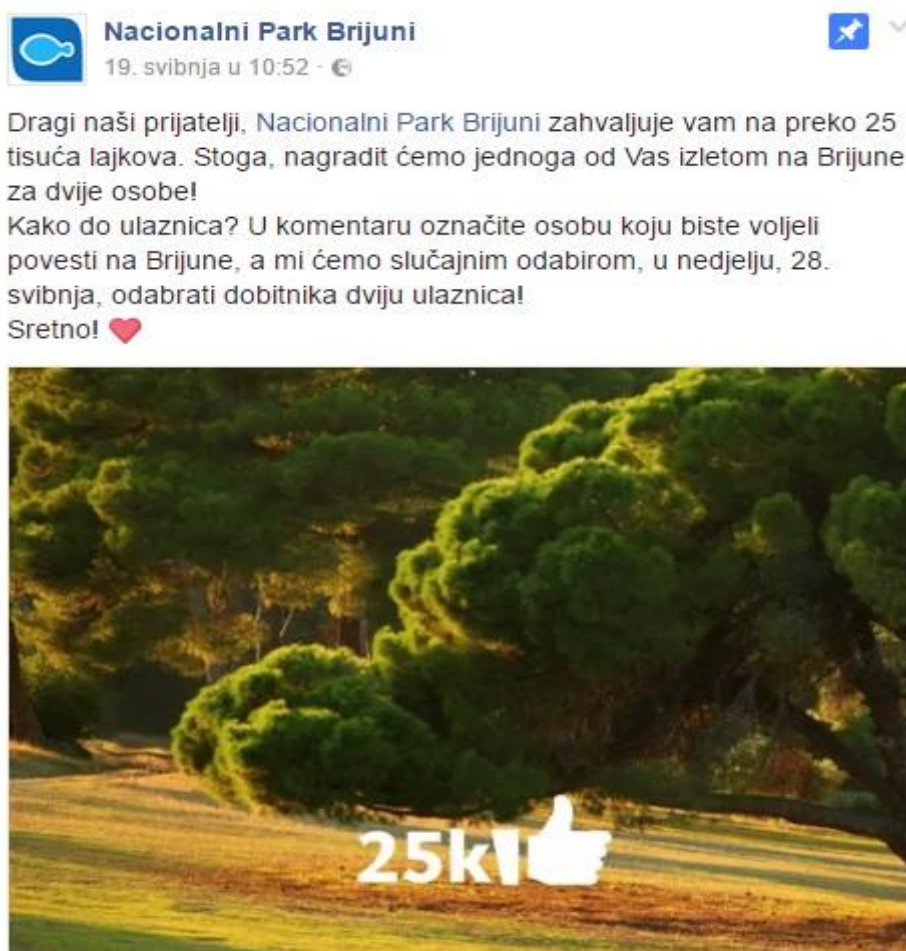 Nacionalni Park Brijuni
19. svibnja u 10:52 ·
Dragi naši prijatelji, Nacionalni Park Brijuni zahvaljuje vam na preko 25
tisuća lajkova. Stoga, nagradit ćemo jednoga od Vas izletom na Brijune
za dvije osobe!
Kako do ulaznica? U komentaru označite osobu koju biste voljeli
povesti na Brijune, a mi ćemo slučajnim odabirom, u nedjelju, 28.
svibnja, odabrati dobitnika dviju ulaznica!
Sretno! ❤
25k